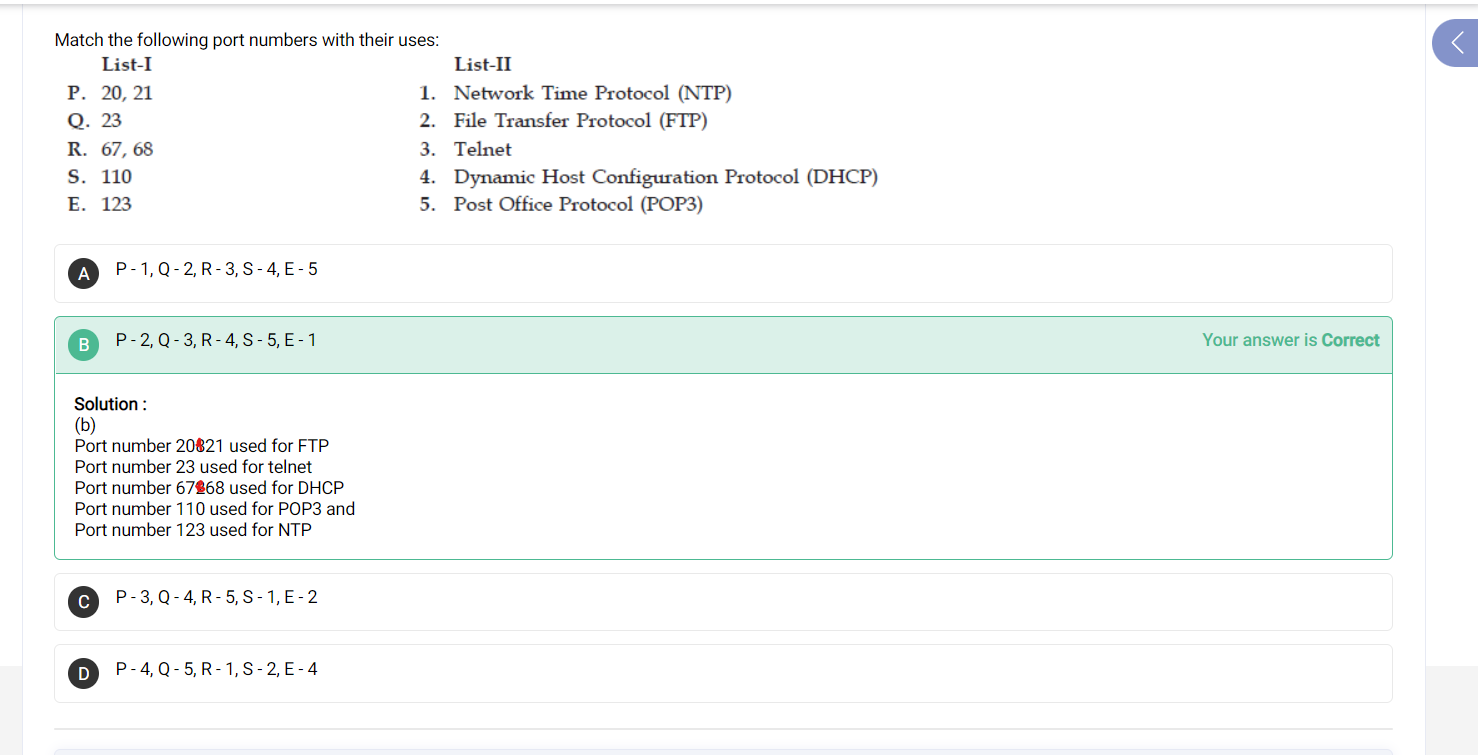 Match the following port numbers with their uses:
List-I List-II
P. 20, 21 1. Network Time Protocol (NTP)
Q. 23 2. File Transfer Protocol (FTP)
R. 67, 68 3. Telnet
S. 110 4. Dynamic Host Configuration Protocol (DHCP)
E. 123 5. Post Office Protocol (POP3)
A P - 1, Q - 2, R - 3, S - 4, E - 5
B P - 2, Q - 3, R - 4, S - 5, E - 1 Your answer is Correct
Solution :
(b)
Port number 20 21 used for FTP
Port number 23 used for telnet
Port number 67 68 used for DHCP
Port number 110 used for POP3 and
Port number 123 used for NTP
C P - 3, Q - 4, R - 5, S - 1, E - 2
D P - 4, Q - 5, R - 1, S - 2, E - 4